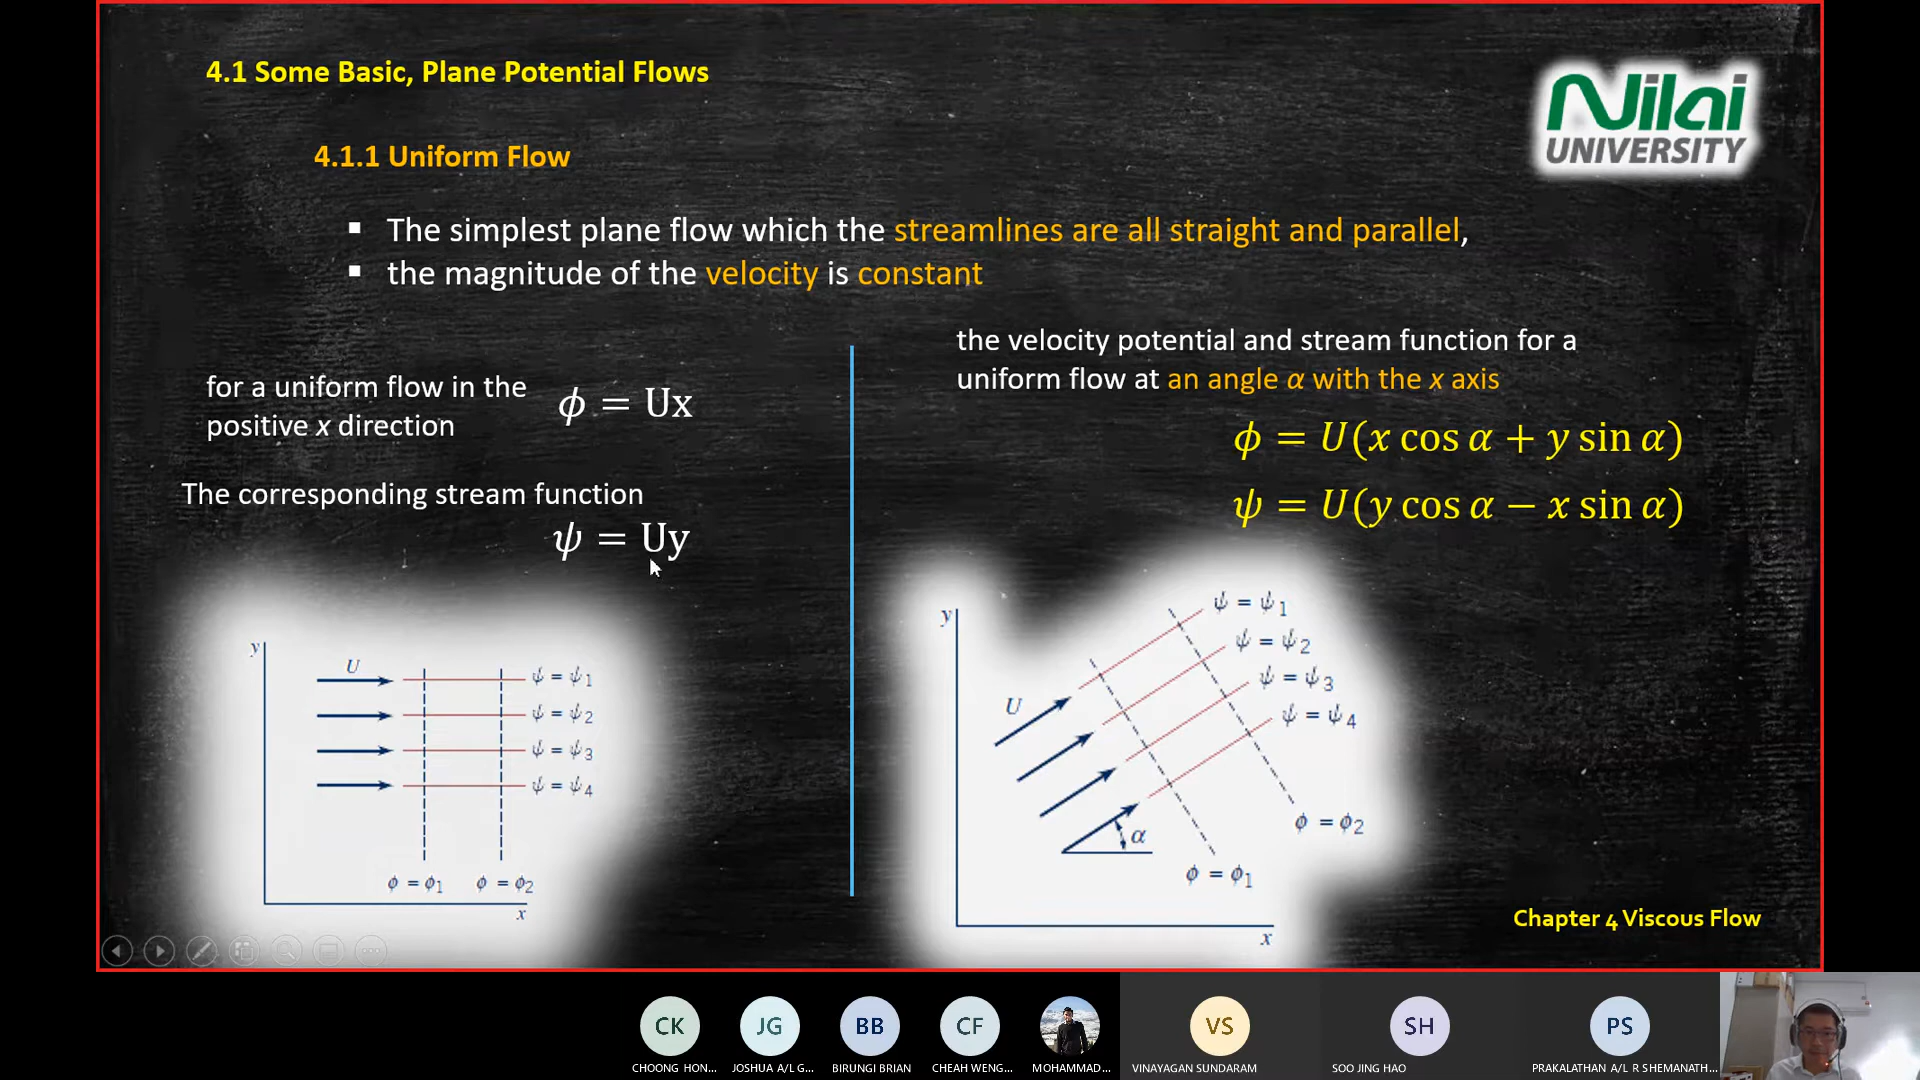 4.1 Some Basic, Plane Potential Flows
Nilai
UNIVERSITY
4.1.1 Uniform Flow
▪ The simplest plane flow which the streamlines are all straight and parallel,
▪ the magnitude of the velocity is constant
for a uniform flow in the
positive x direction
ϕ = Ux
The corresponding stream function
ψ = Uy
y
U
ψ = ψ1
ψ = ψ2
ψ = ψ3
ψ = ψ4
ϕ = ϕ1
ϕ = ϕ2
x
the velocity potential and stream function for a
uniform flow at an angle α with the x axis
ϕ = U(x cos α + y sin α)
ψ = U(y cos α − x sin α)
y
ψ = ψ1
ψ = ψ2
ψ = ψ3
ψ = ψ4
U
α
ϕ = ϕ2
ϕ = ϕ1
x
Chapter 4 Viscous Flow
CK
JG
BB
CF
VS
SH
PS
CHOONG HON...
JOSHUA A/L G...
BIRUNGI BRIAN
CHEAH WENG...
MOHAMMAD...
VINAYAGAN SUNDARAM
SOO JING HAO
PRAKALATHAN A/L R SHEMANATH...